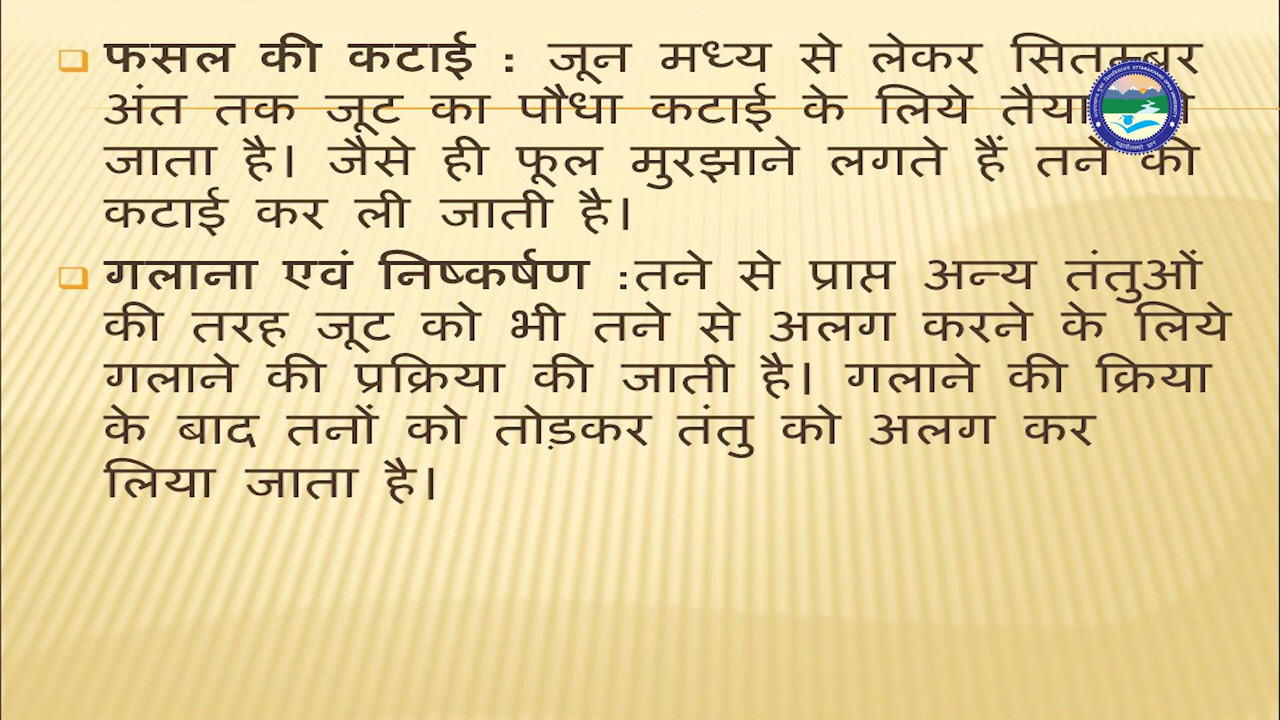 फसल की कटाई : जून मध्य से लेकर सितम्बर
अंत तक जूट का पौधा कटाई के लिये तैयार हो
जाता है। जैसे ही फूल मुरझाने लगते हैं तने की
कटाई कर ली जाती है।
गलाना एवं निष्कर्षण :तने से प्राप्त अन्य तंतुओं
की तरह जूट को भी तने से अलग करने के लिये
गलाने की प्रक्रिया की जाती है। गलाने की क्रिया
के बाद तनों को तोड़कर तंतु को अलग कर
लिया जाता है।